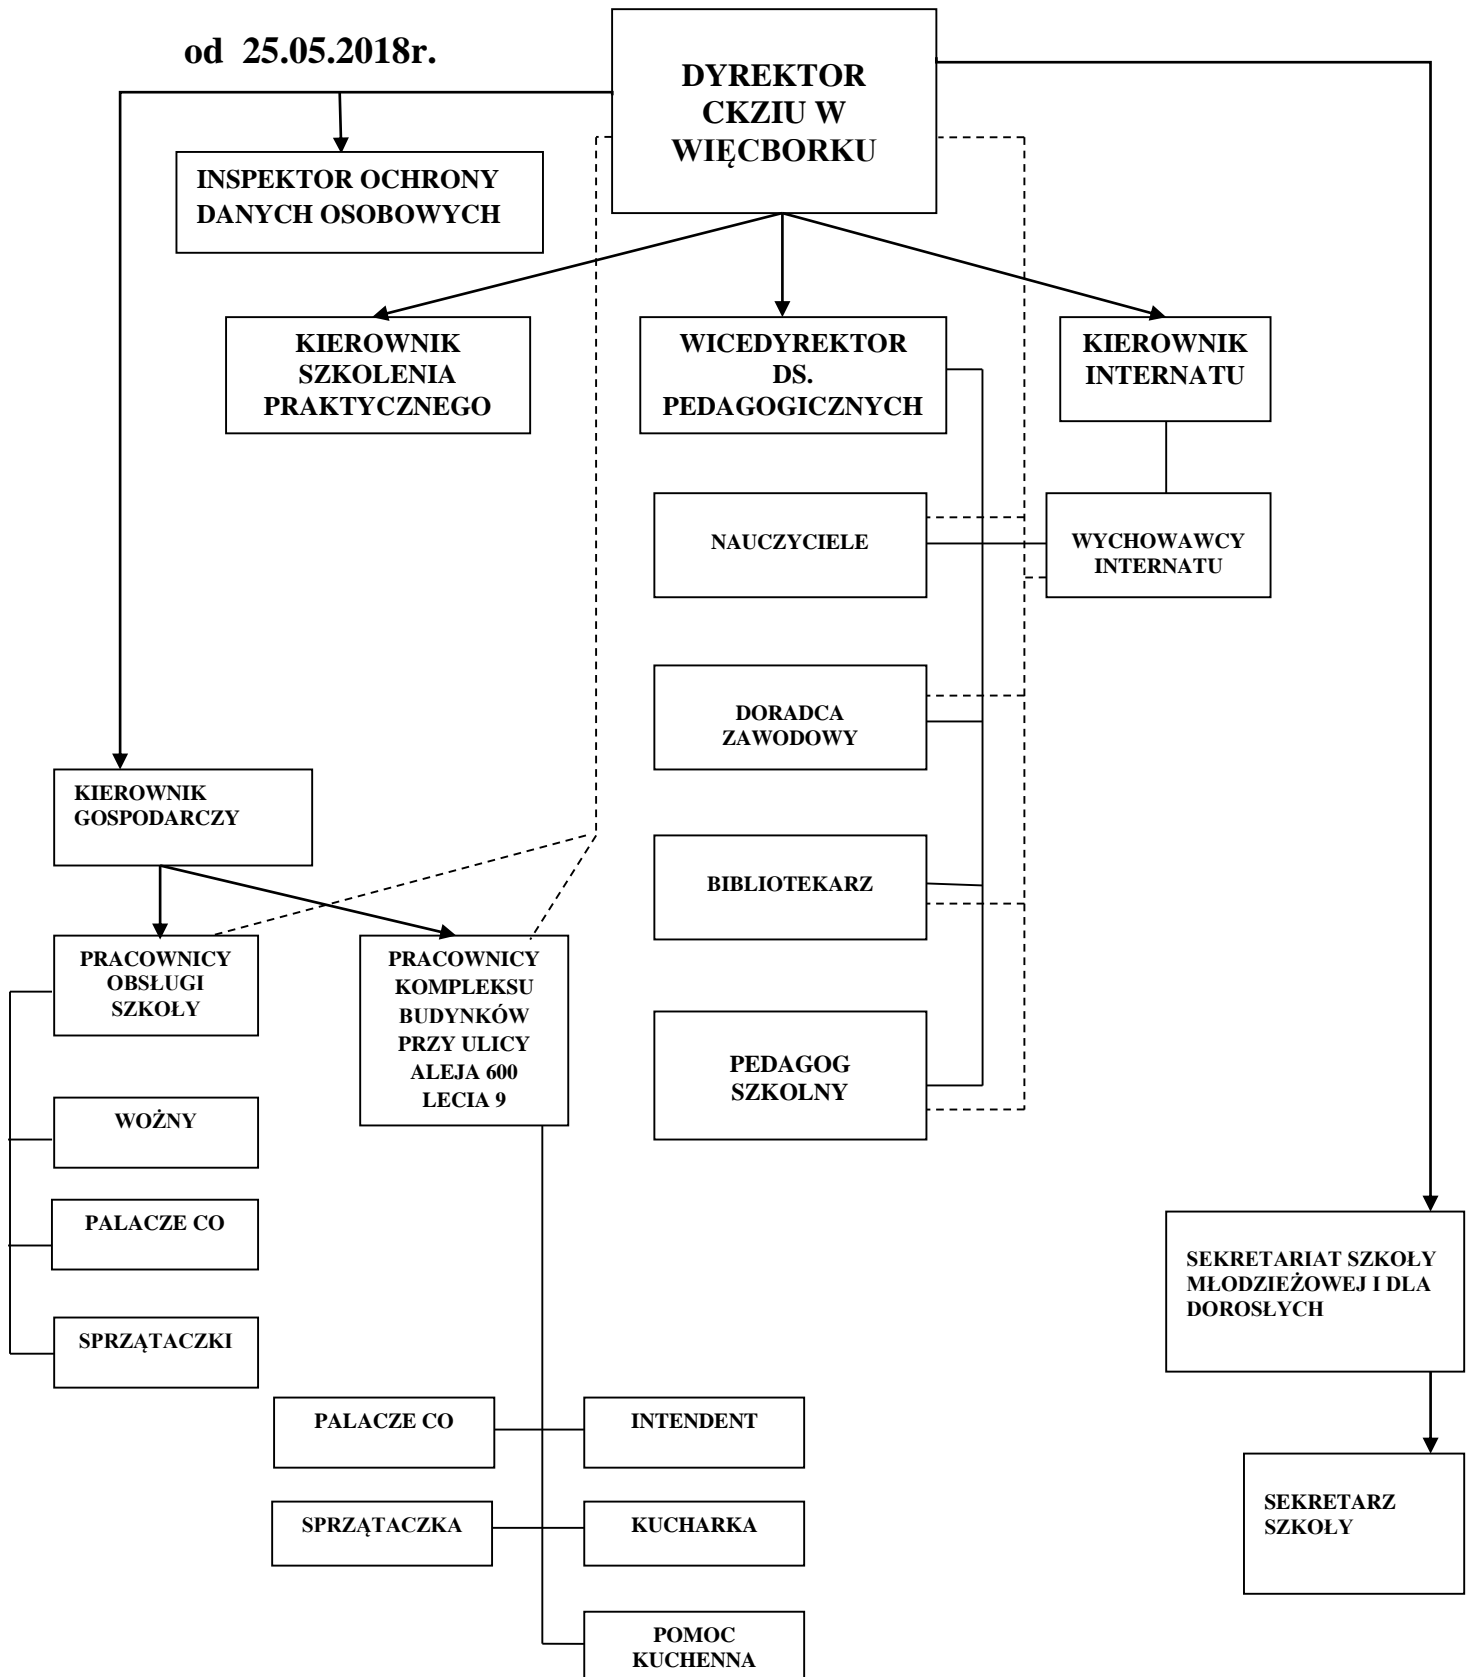 od 25.05.2018r.
DYREKTOR
CKZIU W
WIĘCBORKU
INSPEKTOR OCHRONY
DANYCH OSOBOWYCH
KIEROWNIK
SZKOLENIA
PRAKTYCZNEGO
WICEDYREKTOR
DS.
PEDAGOGICZNYCH
KIEROWNIK
INTERNATU
NAUCZYCIELE
WYCHOWAWCY
INTERNATU
DORADCA
ZAWODOWY
KIEROWNIK
GOSPODARCZY
BIBLIOTEKARZ
PRACOWNICY
OBSŁUGI
SZKOŁY
PRACOWNICY
KOMPLEKSU
BUDYNKÓW
PRZY ULICY
ALEJA 600
LECIA 9
PEDAGOG
SZKOLNY
WOŻNY
PALACZE CO
SPRZĄTACZKI
SEKRETARIAT SZKOŁY
MŁODZIEŻOWEJ I DLA
DOROSŁYCH
PALACZE CO
INTENDENT
SPRZĄTACZKA
KUCHARKA
SEKRETARZ
SZKOŁY
POMOC
KUCHENNA